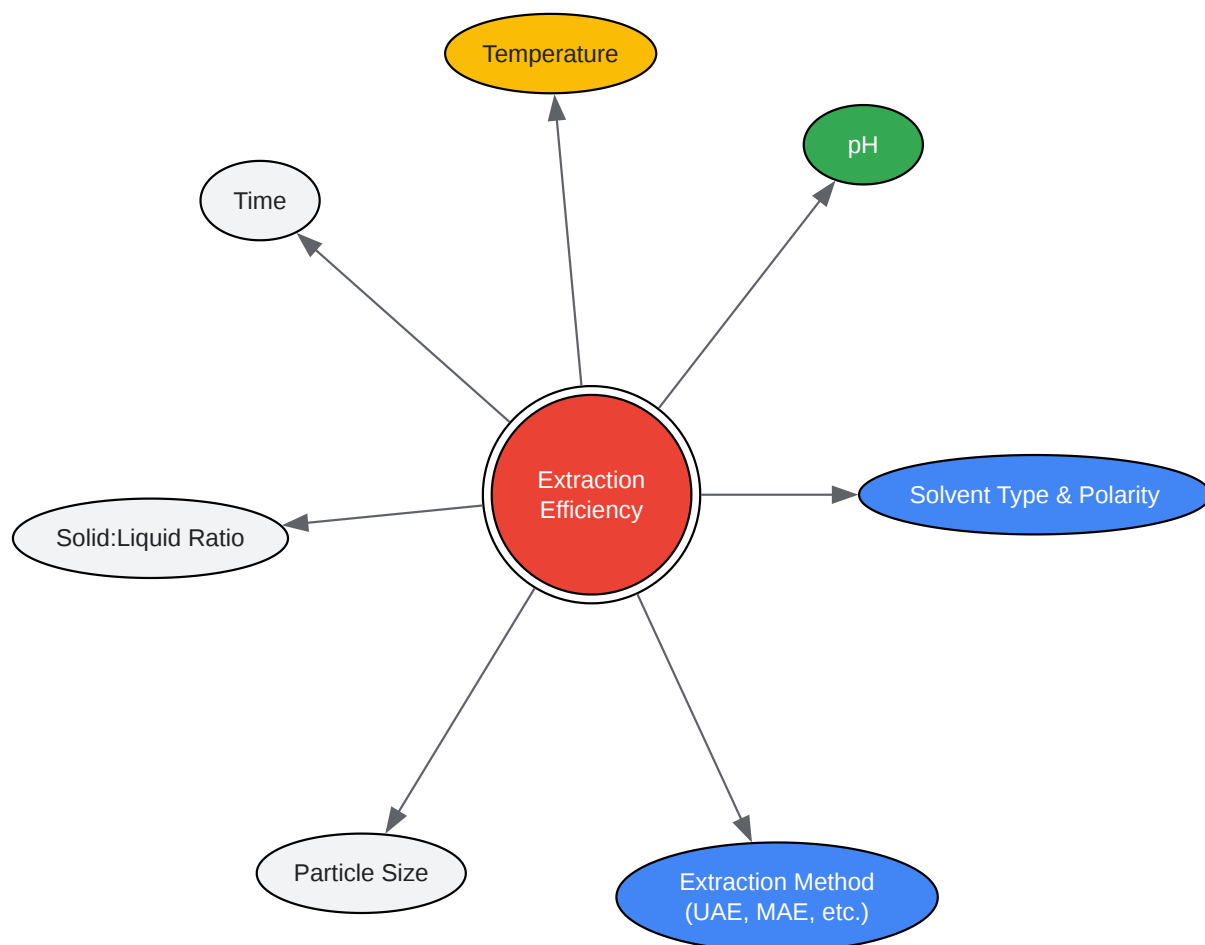 Temperature
pH
Time
Extraction
Efficiency
Solvent Type & Polarity
Solid:Liquid Ratio
Particle Size
Extraction Method
(UAE, MAE, etc.)